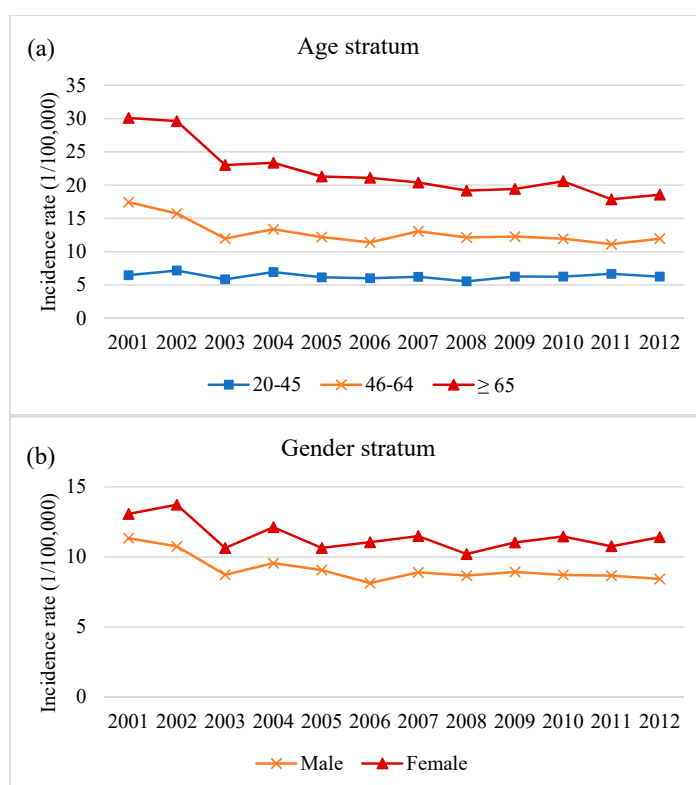 (a)
Age stratum
Incidence rate (1/100,000)
35
30
25
20
15
10
5
0
2001 2002 2003 2004 2005 2006 2007 2008 2009 2010 2011 2012
20-45 46-64 ≥ 65
(b)
Gender stratum
Incidence rate (1/100,000)
15
10
5
0
2001 2002 2003 2004 2005 2006 2007 2008 2009 2010 2011 2012
Male Female